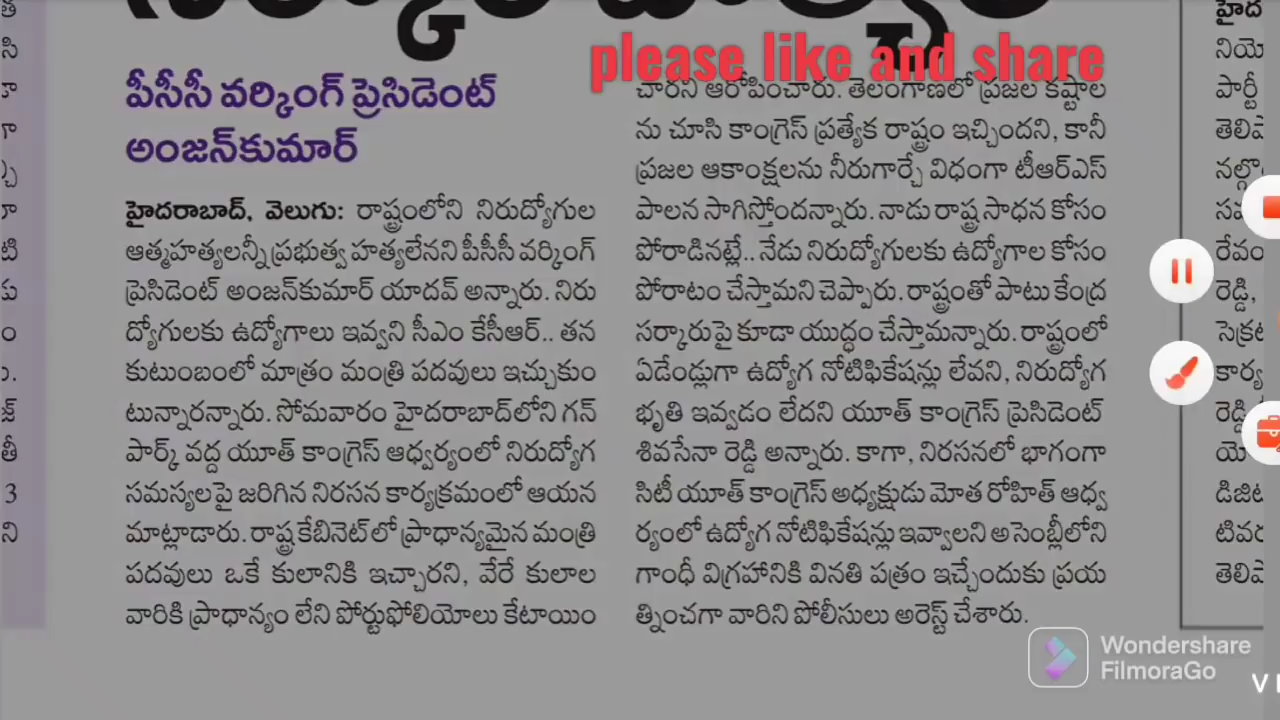 please like and share
పీసీసీ వర్కింగ్ ప్రెసిడెంట్
అంజన్‌కుమార్
హైదరాబాద్, వెలుగు: రాష్ట్రంలోని నిరుద్యోగుల
ఆత్మహత్యలన్నీ ప్రభుత్వ హత్యలేనని పీసీసీ వర్కింగ్
ప్రెసిడెంట్ అంజన్‌కుమార్ యాదవ్ అన్నారు. నిరు
ద్యోగులకు ఉద్యోగాలు ఇవ్వని సీఎం కేసీఆర్.. తన
కుటుంబంలో మాత్రం మంత్రి పదవులు ఇచ్చుకుం
టున్నారన్నారు. సోమవారం హైదరాబాద్‌లోని గన్
పార్క్ వద్ద యూత్ కాంగ్రెస్ ఆధ్వర్యంలో నిరుద్యోగ
సమస్యలపై జరిగిన నిరసన కార్యక్రమంలో ఆయన
మాట్లాడారు. రాష్ట్ర కేబినెట్‌లో ప్రాధాన్యమైన మంత్రి
పదవులు ఒకే కులానికి ఇచ్చారని, వేరే కులాల
వారికి ప్రాధాన్యం లేని పోర్టుఫోలియోలు కేటాయిం
చారని ఆరోపించారు. తెలంగాణలో ప్రజల కష్టాల
ను చూసి కాంగ్రెస్ ప్రత్యేక రాష్ట్రం ఇచ్చిందని, కానీ
ప్రజల ఆకాంక్షలను నీరుగార్చే విధంగా టీఆర్ఎస్
పాలన సాగిస్తోందన్నారు. నాడు రాష్ట్ర సాధన కోసం
పోరాడినట్లే.. నేడు నిరుద్యోగులకు ఉద్యోగాల కోసం
పోరాటం చేస్తామని చెప్పారు. రాష్ట్రంతో పాటు కేంద్ర
సర్కారుపై కూడా యుద్ధం చేస్తామన్నారు. రాష్ట్రంలో
ఏడేండ్లుగా ఉద్యోగ నోటిఫికేషన్లు లేవని, నిరుద్యోగ
భృతి ఇవ్వడం లేదని యూత్ కాంగ్రెస్ ప్రెసిడెంట్
శివసేనా రెడ్డి అన్నారు. కాగా, నిరసనలో భాగంగా
సిటీ యూత్ కాంగ్రెస్ అధ్యక్షుడు మోత రోహిత్ ఆధ్వ
ర్యంలో ఉద్యోగ నోటిఫికేషన్లు ఇవ్వాలని అసెంబ్లీలోని
గాంధీ విగ్రహానికి వినతి పత్రం ఇచ్చేందుకు ప్రయ
త్నించగా వారిని పోలీసులు అరెస్ట్ చేశారు.
Wondershare
FilmoraGo